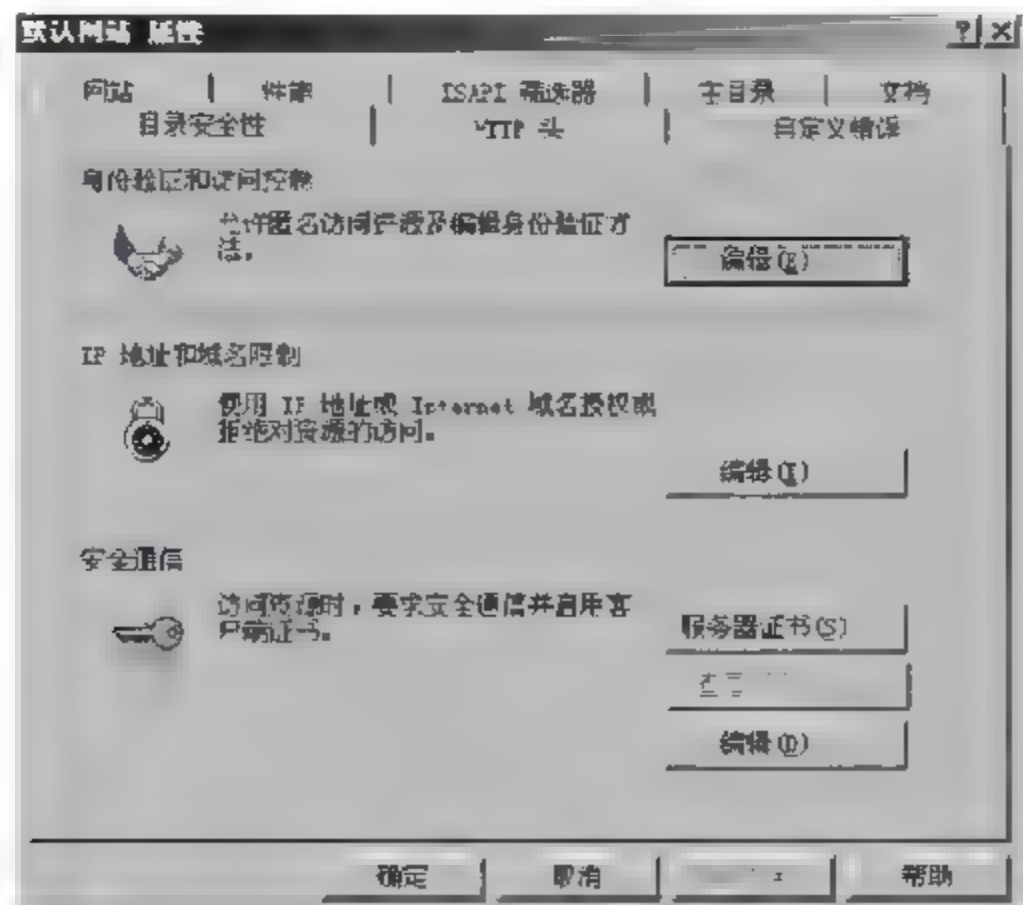 默认网站 属性
网站 性能 ISAPI 筛选器 主目录 文档
目录安全性 HTTP 头 自定义错误
身份验证和访问控制
允许匿名访问资源及编辑身份验证方
法。
编辑(E)
IP 地址和域名限制
使用 IP 地址或 Internet 域名授权或
拒绝对资源的访问。
编辑(I)
安全通信
访问资源时，要求安全通信并启用客
户端证书。
服务器证书(S)
编辑(D)
确定 取消 帮助